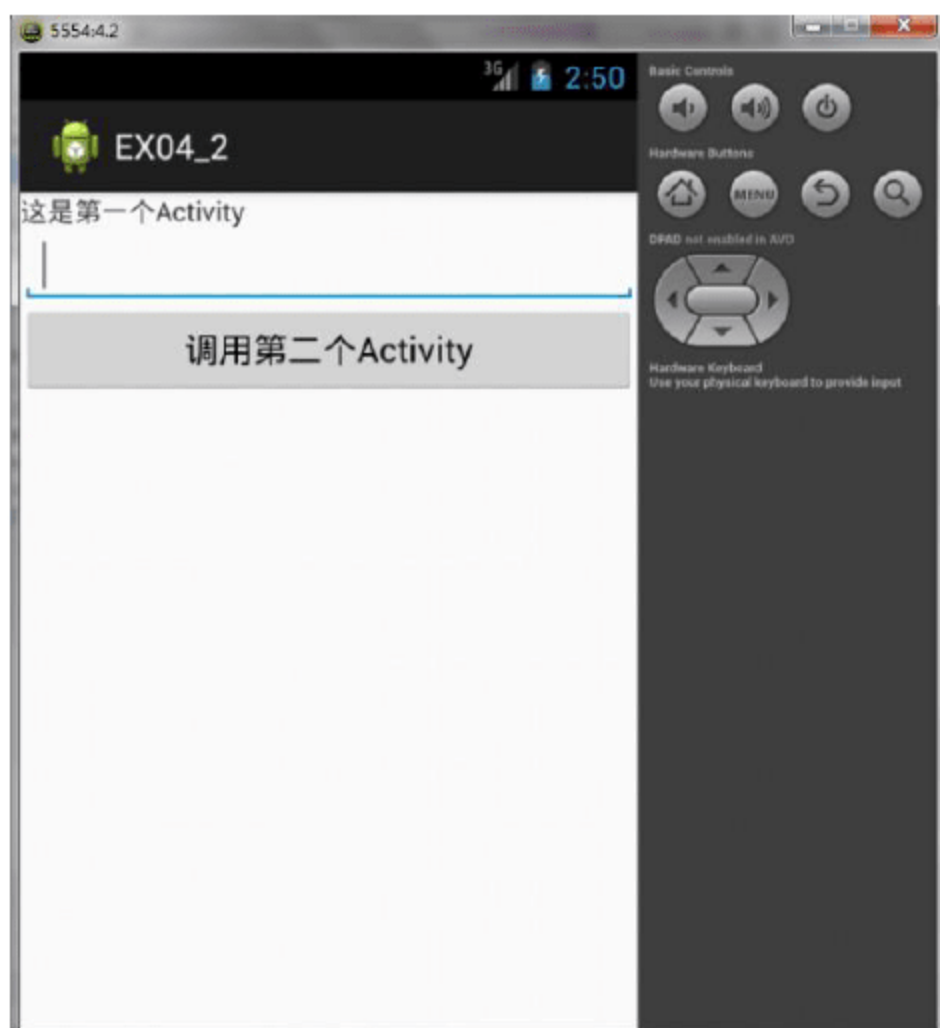 5554:4.2
3G 2:50
EX04_2
这是第一个Activity
调用第二个Activity
Basic Controls
Hardware Buttons
MENU
DPAD not enabled in AVD
Hardware Keyboard
Use your physical keyboard to provide input